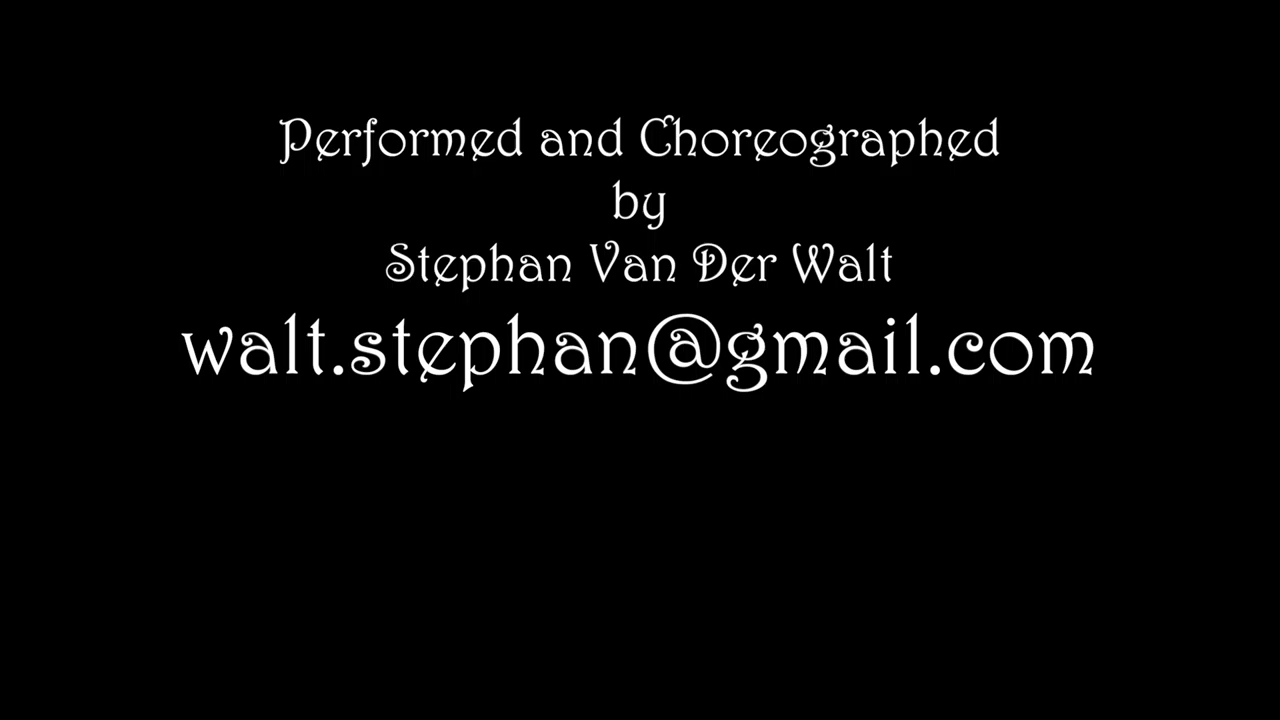 Performed and Choreographed
by
Stephan Van Der Walt
walt.stephan@gmail.com